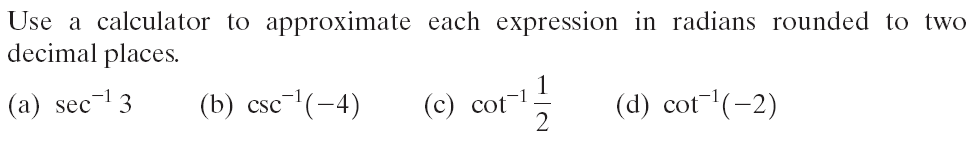 Use a calculator to approximate each expression in radians rounded to two
decimal places.
(a) sec⁻¹ 3 (b) csc⁻¹(−4) (c) cot⁻¹ 1/2 (d) cot⁻¹(−2)